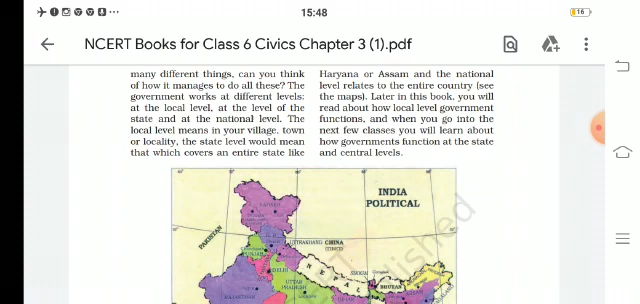 15:48
16
NCERT Books for Class 6 Civics Chapter 3 (1).pdf
many different things, can you think
of how it manages to do all these? The
government works at different levels:
at the local level, at the level of the
state and at the national level. The
local level means in your village, town
or locality, the state level would mean
that which covers an entire state like
Haryana or Assam and the national
level relates to the entire country (see
the maps). Later in this book, you will
read about how local level government
functions, and when you go into the
next few classes you will learn about
how governments function at the state
and central levels.
INDIA
POLITICAL
PAKISTAN
CHINA
NEPAL
BHUTAN
DELHI
UTTAR
PRADESH
RAJASTHAN